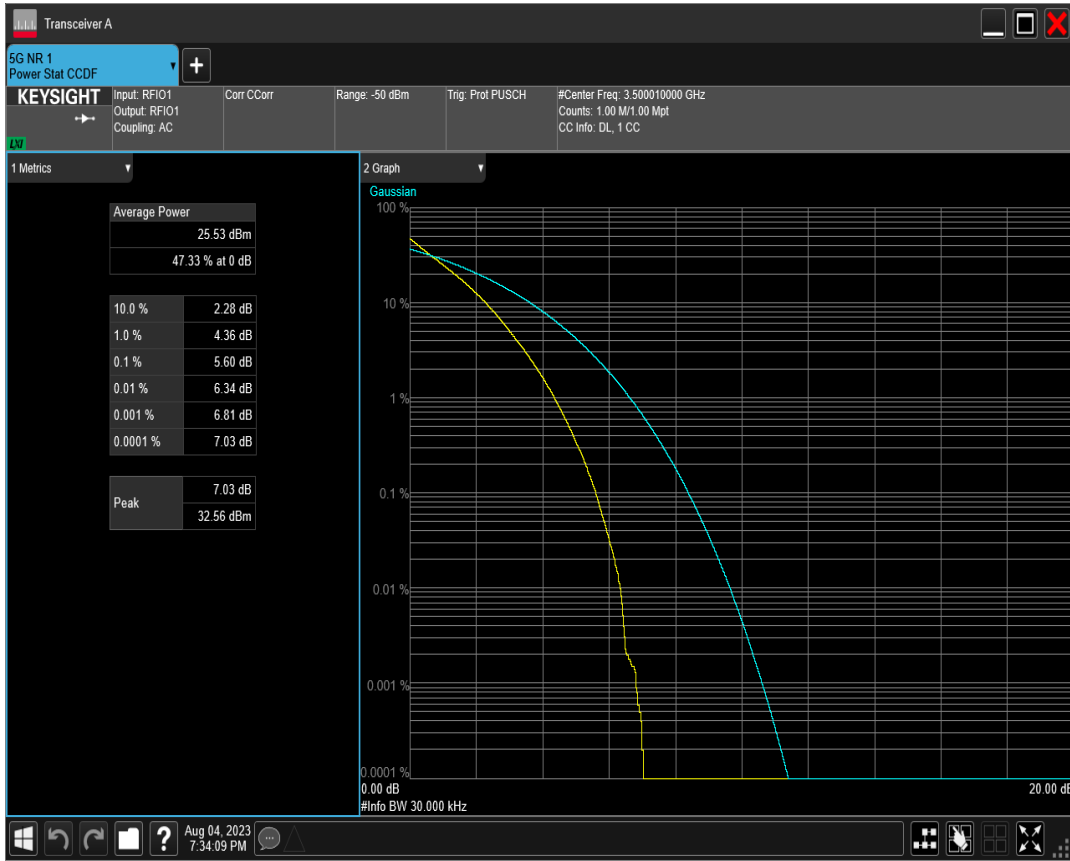 Transceiver A
5G NR 1
Power Stat CCDF
+
KEYSIGHT
LXI
Input: RFIO1
Output: RFIO1
Coupling: AC
Corr CCorr
Range: -50 dBm
Trig: Prot PUSCH
#Center Freq: 3.500010000 GHz
Counts: 1.00 M/1.00 Mpt
CC Info: DL, 1 CC
1 Metrics
Average Power
25.53 dBm
47.33 % at 0 dB
10.0 % 2.28 dB
1.0 % 4.36 dB
0.1 % 5.60 dB
0.01 % 6.34 dB
0.001 % 6.81 dB
0.0001 % 7.03 dB
Peak
7.03 dB
32.56 dBm
2 Graph
Gaussian
100 %
10 %
1 %
0.1 %
0.01 %
0.001 %
0.0001 %
0.00 dB
20.00 dB
#Info BW 30.000 kHz
?
Aug 04, 2023
7:34:09 PM